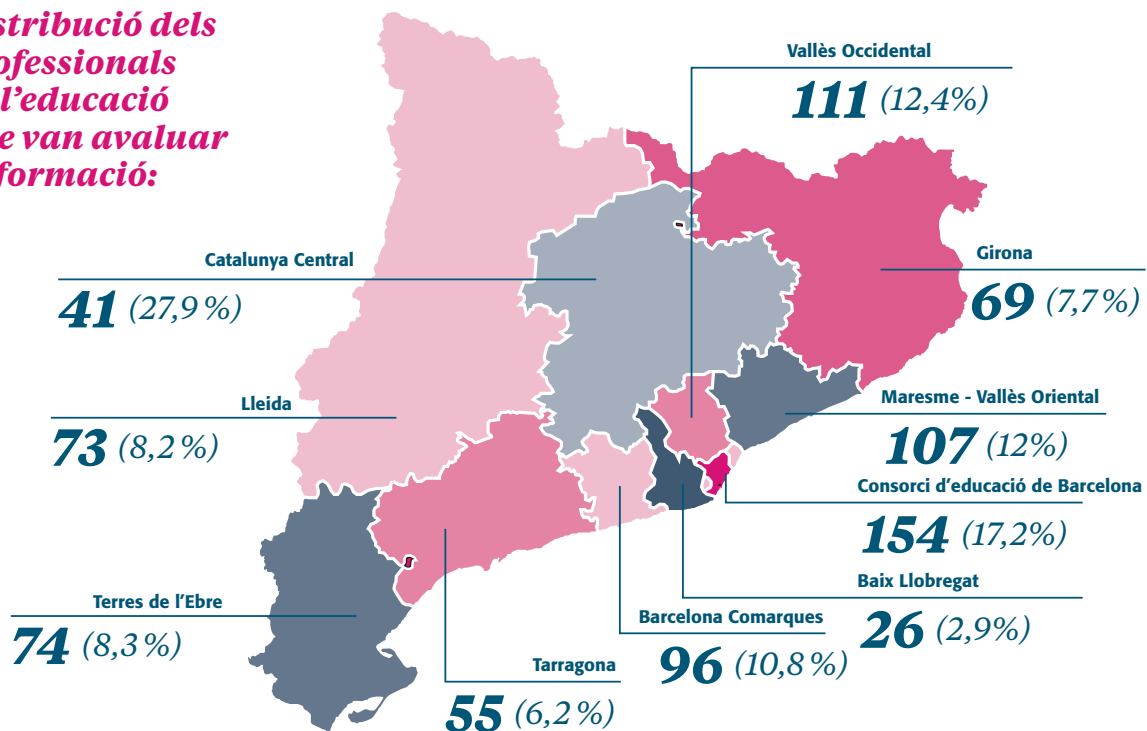 stribució dels
ofessionals
l’educació
e van avaluar
formació:
Vallès Occidental
111 (12,4%)
Catalunya Central
41 (27,9%)
Girona
69 (7,7%)
Lleida
73 (8,2%)
Maresme - Vallès Oriental
107 (12%)
Consorci d’educació de Barcelona
154 (17,2%)
Baix Llobregat
26 (2,9%)
Terres de l’Ebre
74 (8,3%)
Barcelona Comarques
96 (10,8%)
Tarragona
55 (6,2%)